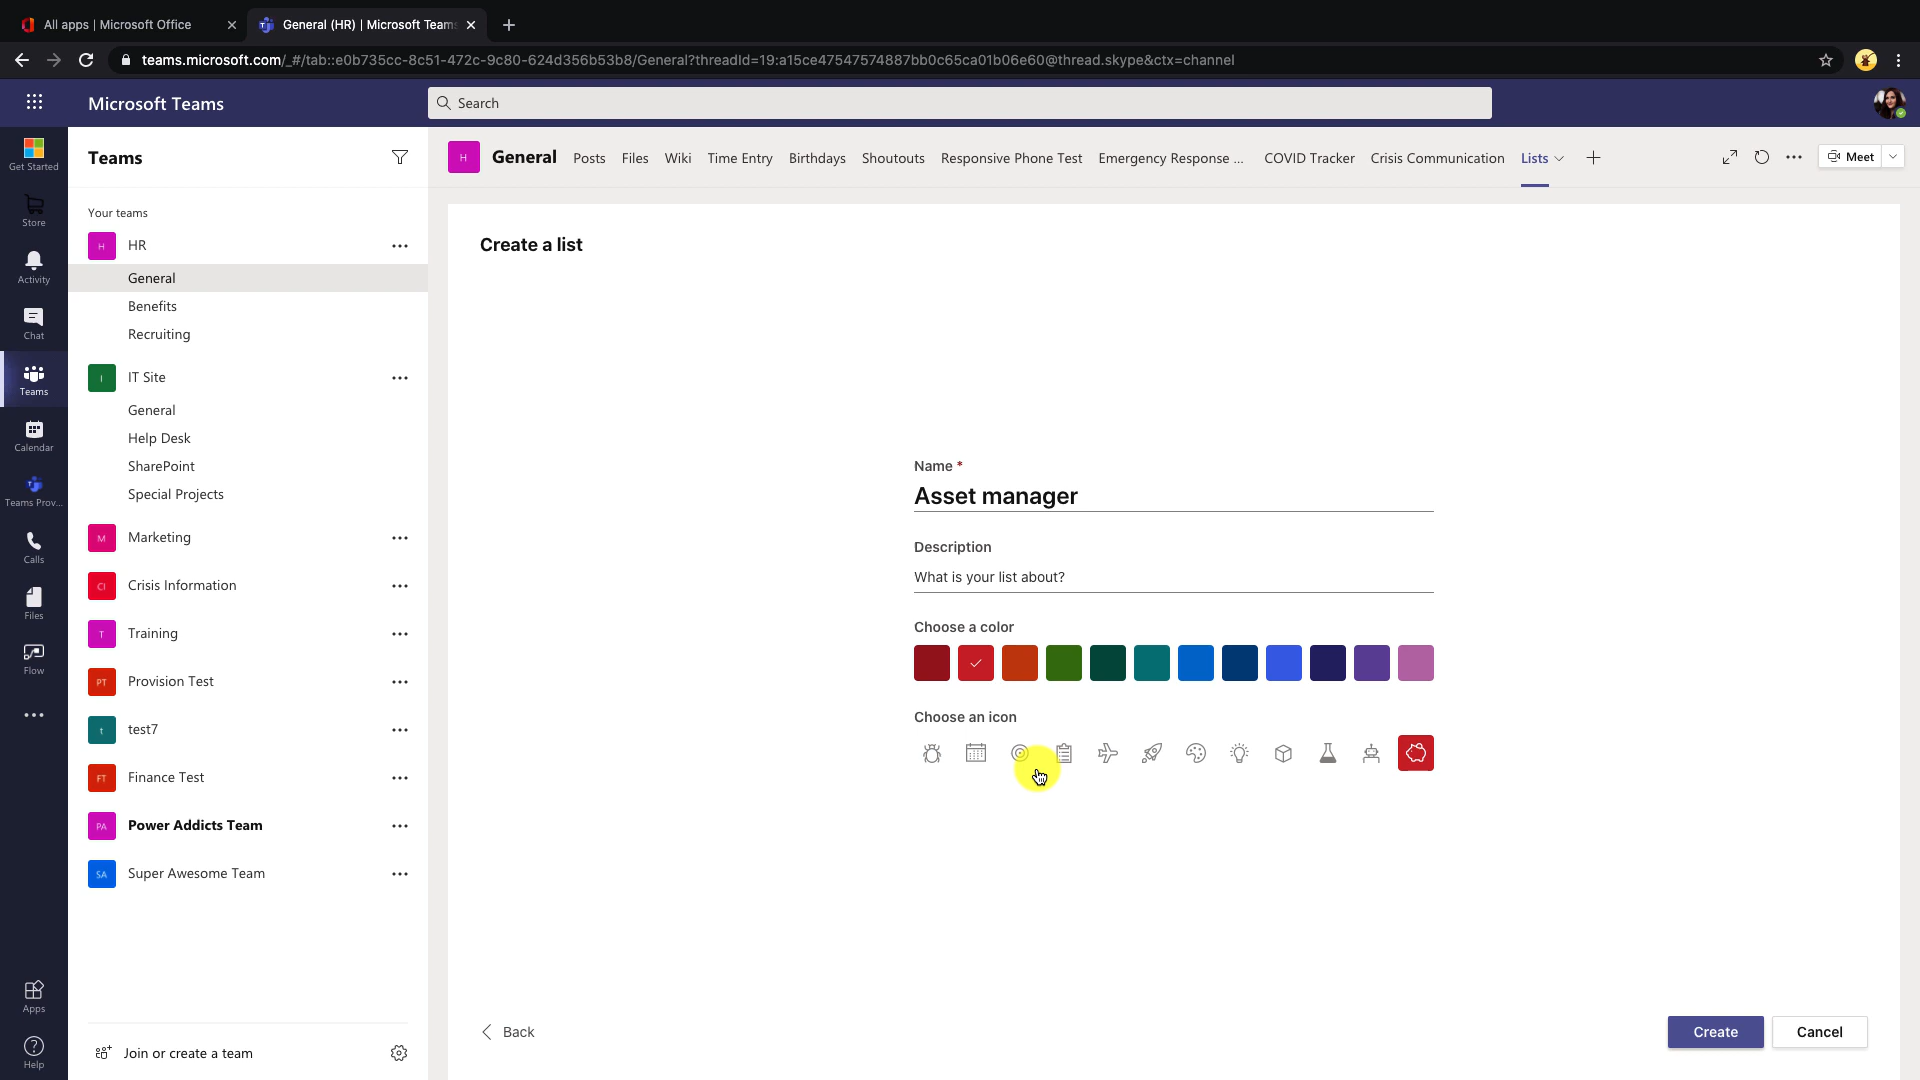 All apps | Microsoft Office
General (HR) | Microsoft Teams
teams.microsoft.com/_#/tab::e0b735cc-8c51-472c-9c80-624d356b53b8/General?threadId=19:a15ce47547574887bb0c65ca01b06e60@thread.skype&ctx=channel
Microsoft Teams
Search
Get Started
Store
Activity
Chat
Teams
Calendar
Teams Prov...
Calls
Files
Flow
Apps
Help
Teams
Your teams
H HR
General
Benefits
Recruiting
I IT Site
General
Help Desk
SharePoint
Special Projects
M Marketing
CI Crisis Information
T Training
PT Provision Test
t test7
FT Finance Test
PA Power Addicts Team
SA Super Awesome Team
Join or create a team
H General Posts Files Wiki Time Entry Birthdays Shoutouts Responsive Phone Test Emergency Response ... COVID Tracker Crisis Communication Lists
Meet
Create a list
Name *
Asset manager
Description
What is your list about?
Choose a color
Choose an icon
Back
Create
Cancel